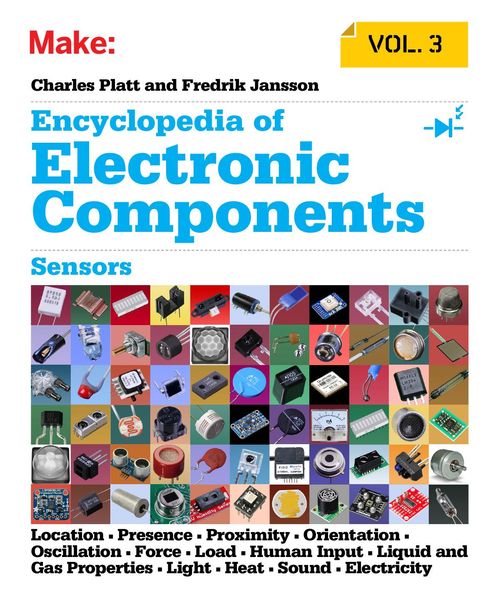 Make:
VOL. 3
Charles Platt and Fredrik Jansson
Encyclopedia of
Electronic
Components
Sensors
Location ▪ Presence ▪ Proximity ▪ Orientation ▪
Oscillation ▪ Force ▪ Load ▪ Human Input ▪ Liquid and
Gas Properties ▪ Light ▪ Heat ▪ Sound ▪ Electricity